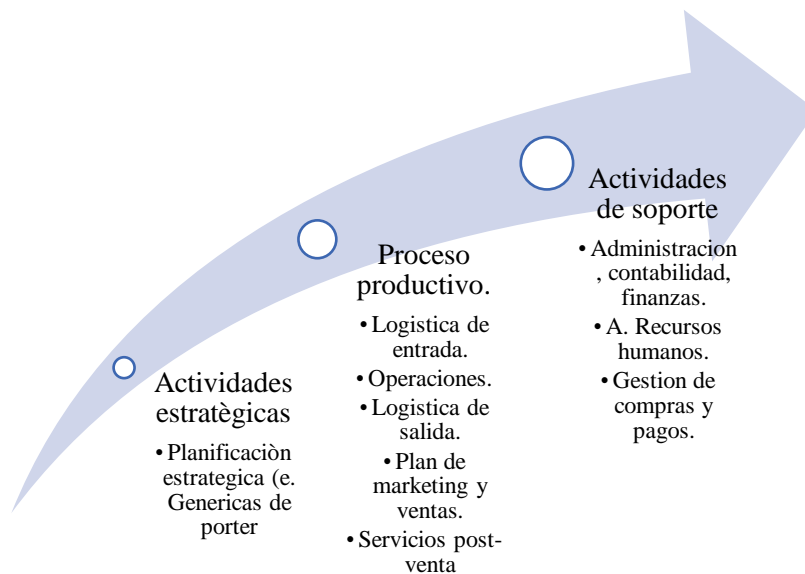 Actividades
estratègicas
• Planificaciòn
estrategica (e.
Genericas de
porter
Proceso
productivo.
• Logistica de
entrada.
• Operaciones.
• Logistica de
salida.
• Plan de
marketing y
ventas.
• Servicios post-
venta
Actividades
de soporte
• Administracion
, contabilidad,
finanzas.
• A. Recursos
humanos.
• Gestion de
compras y
pagos.